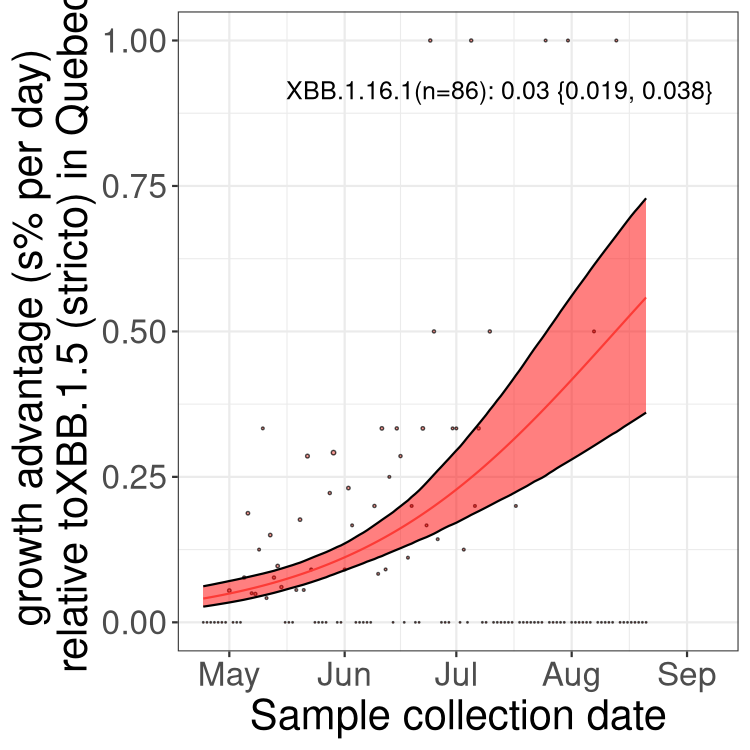 growth advantage (s% per day)
relative toXBB.1.5 (stricto) in Quebec
1.00
0.75
0.50
0.25
0.00
XBB.1.16.1(n=86): 0.03 {0.019, 0.038}
May Jun Jul Aug Sep
Sample collection date